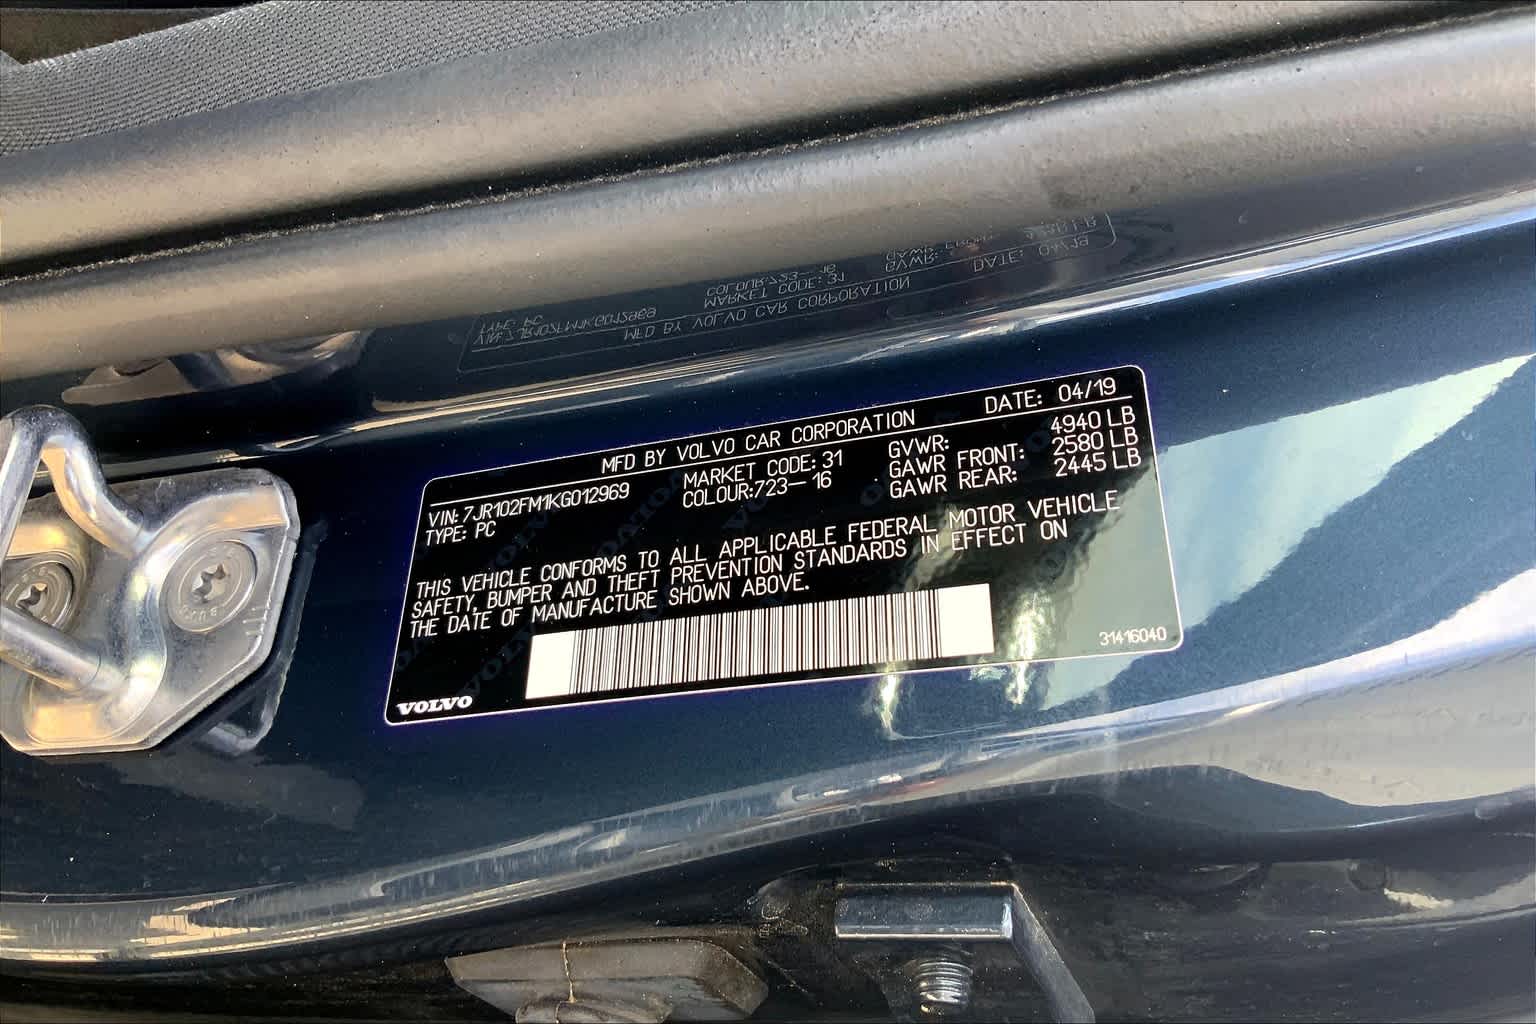 MFD BY VOLVO CAR CORPORATION DATE: 04/19
VIN: 7JR102FM1KG012969 MARKET CODE: 31 GVWR: 4940 LB
TYPE: PC COLOUR:723-16 GAWR FRONT: 2580 LB
GAWR REAR: 2445 LB
THIS VEHICLE CONFORMS TO ALL APPLICABLE FEDERAL MOTOR VEHICLE
SAFETY, BUMPER AND THEFT PREVENTION STANDARDS IN EFFECT ON
THE DATE OF MANUFACTURE SHOWN ABOVE.
VOLVO
31416040